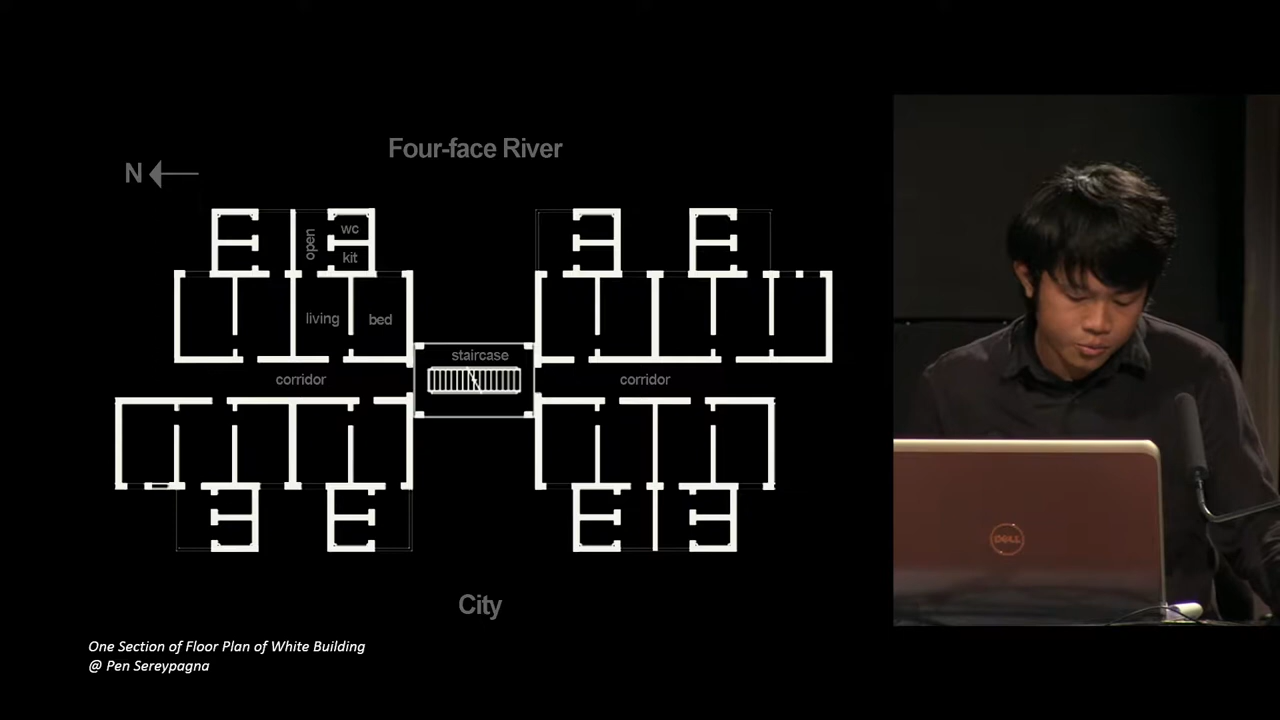 Four-face River
N
open
wc
kit
living
bed
staircase
corridor
corridor
City
One Section of Floor Plan of White Building
@ Pen Sereypagna
DELL